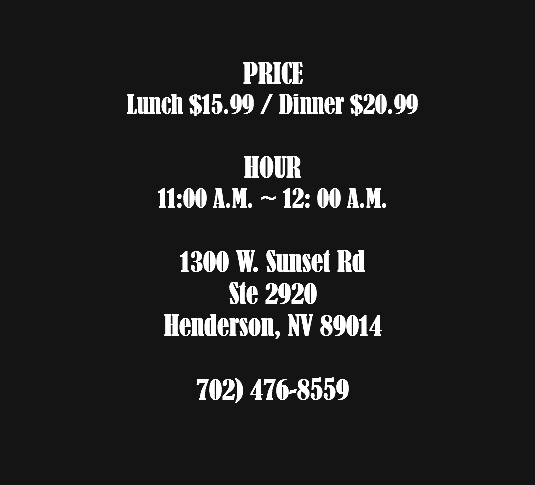 PRICE
Lunch $15.99 / Dinner $20.99
HOUR
11:00 A.M. ~ 12: 00 A.M.
1300 W. Sunset Rd
Ste 2920
Henderson, NV 89014
702) 476-8559